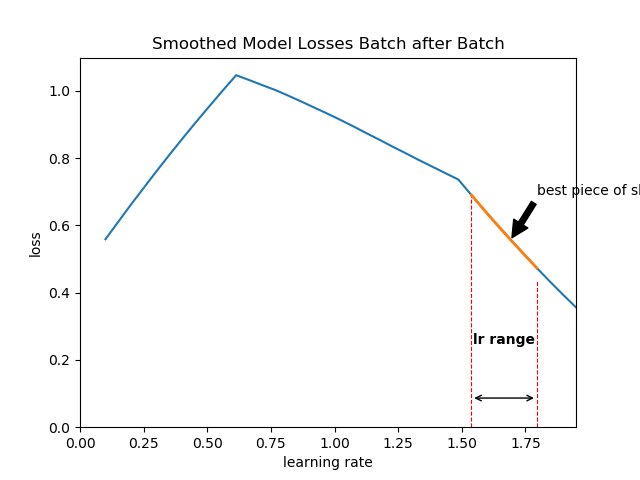 Smoothed Model Losses Batch after Batch
1.0
0.8
0.6
0.4
0.2
0.0
loss
best piece of
lr range
0.00 0.25 0.50 0.75 1.00 1.25 1.50 1.75
learning rate